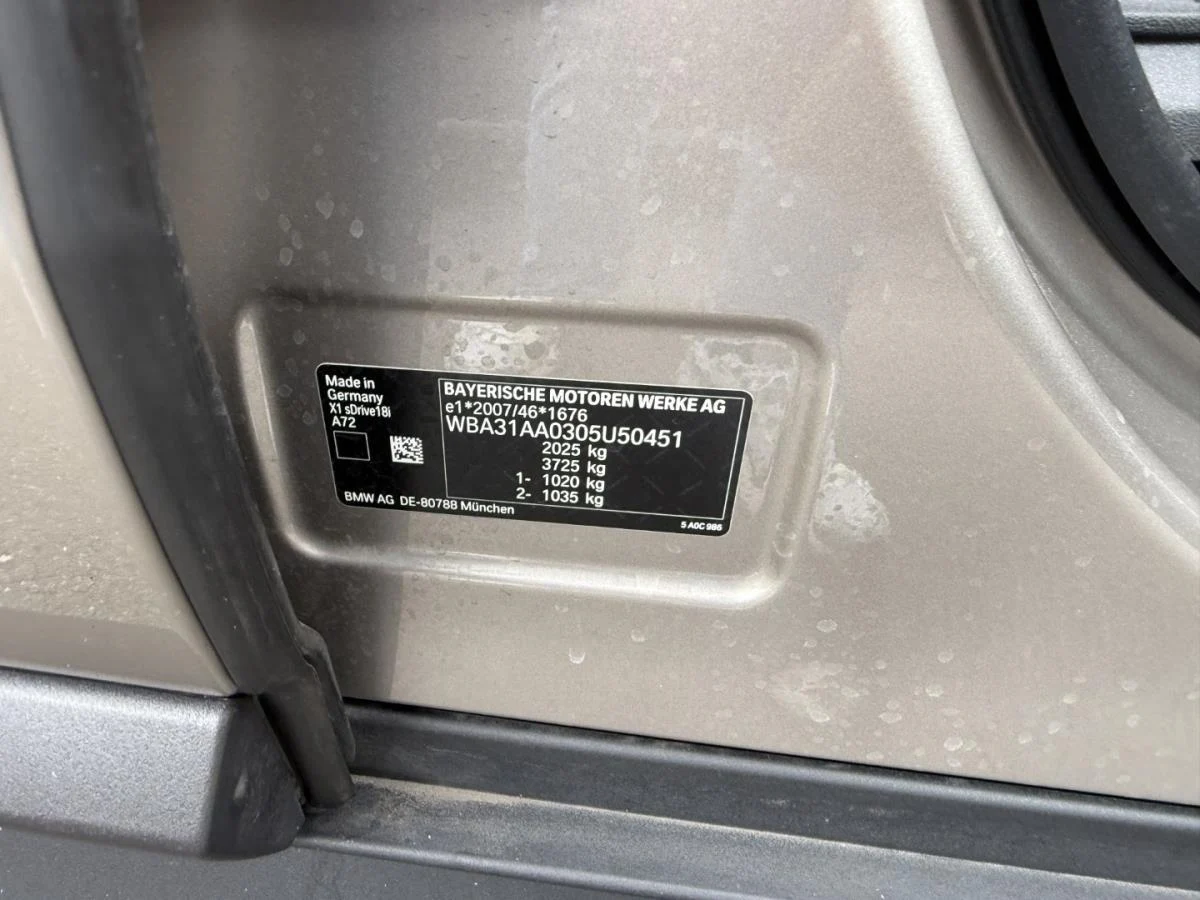 Made in
Germany
X1 sDrive18i
A72
BAYERISCHE MOTOREN WERKE AG
e1*2007/46*1676
WBA31AA0305U50451
2025 kg
3725 kg
1- 1020 kg
2- 1035 kg
BMW AG DE-80788 München
5 A0C 9B6